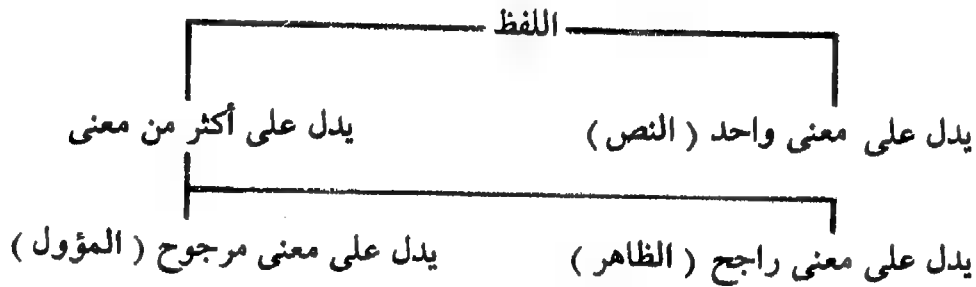 اللفظ
يدل على معنى واحد ( النص ) يدل على أكثر من معنى
يدل على معنى راجح ( الظاهر ) يدل على معنى مرجوح ( المؤول )